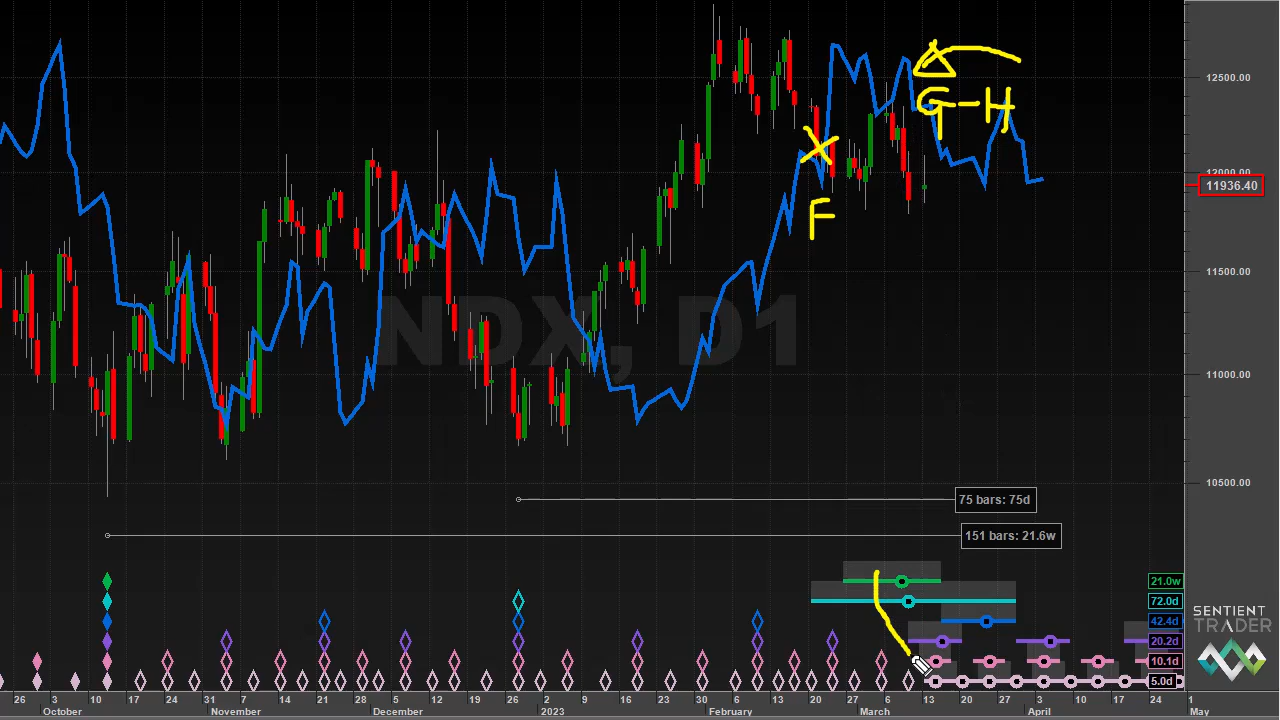 12500.00
G-H
12000.00
11936.40
F
11500.00
NDX, D1
11000.00
10500.00
75 bars: 75d
151 bars: 21.6w
21.0w
72.0d
42.4d
20.2d
10.1d
5.0d
SENTIENT
TRADER
26 3 10 17 24 31 7 14 28 5 12 19 26 2 9 16 23 30 6 13 20 27 6 13 20 27 3 10 17 24 1
October November December 2023 February March April May